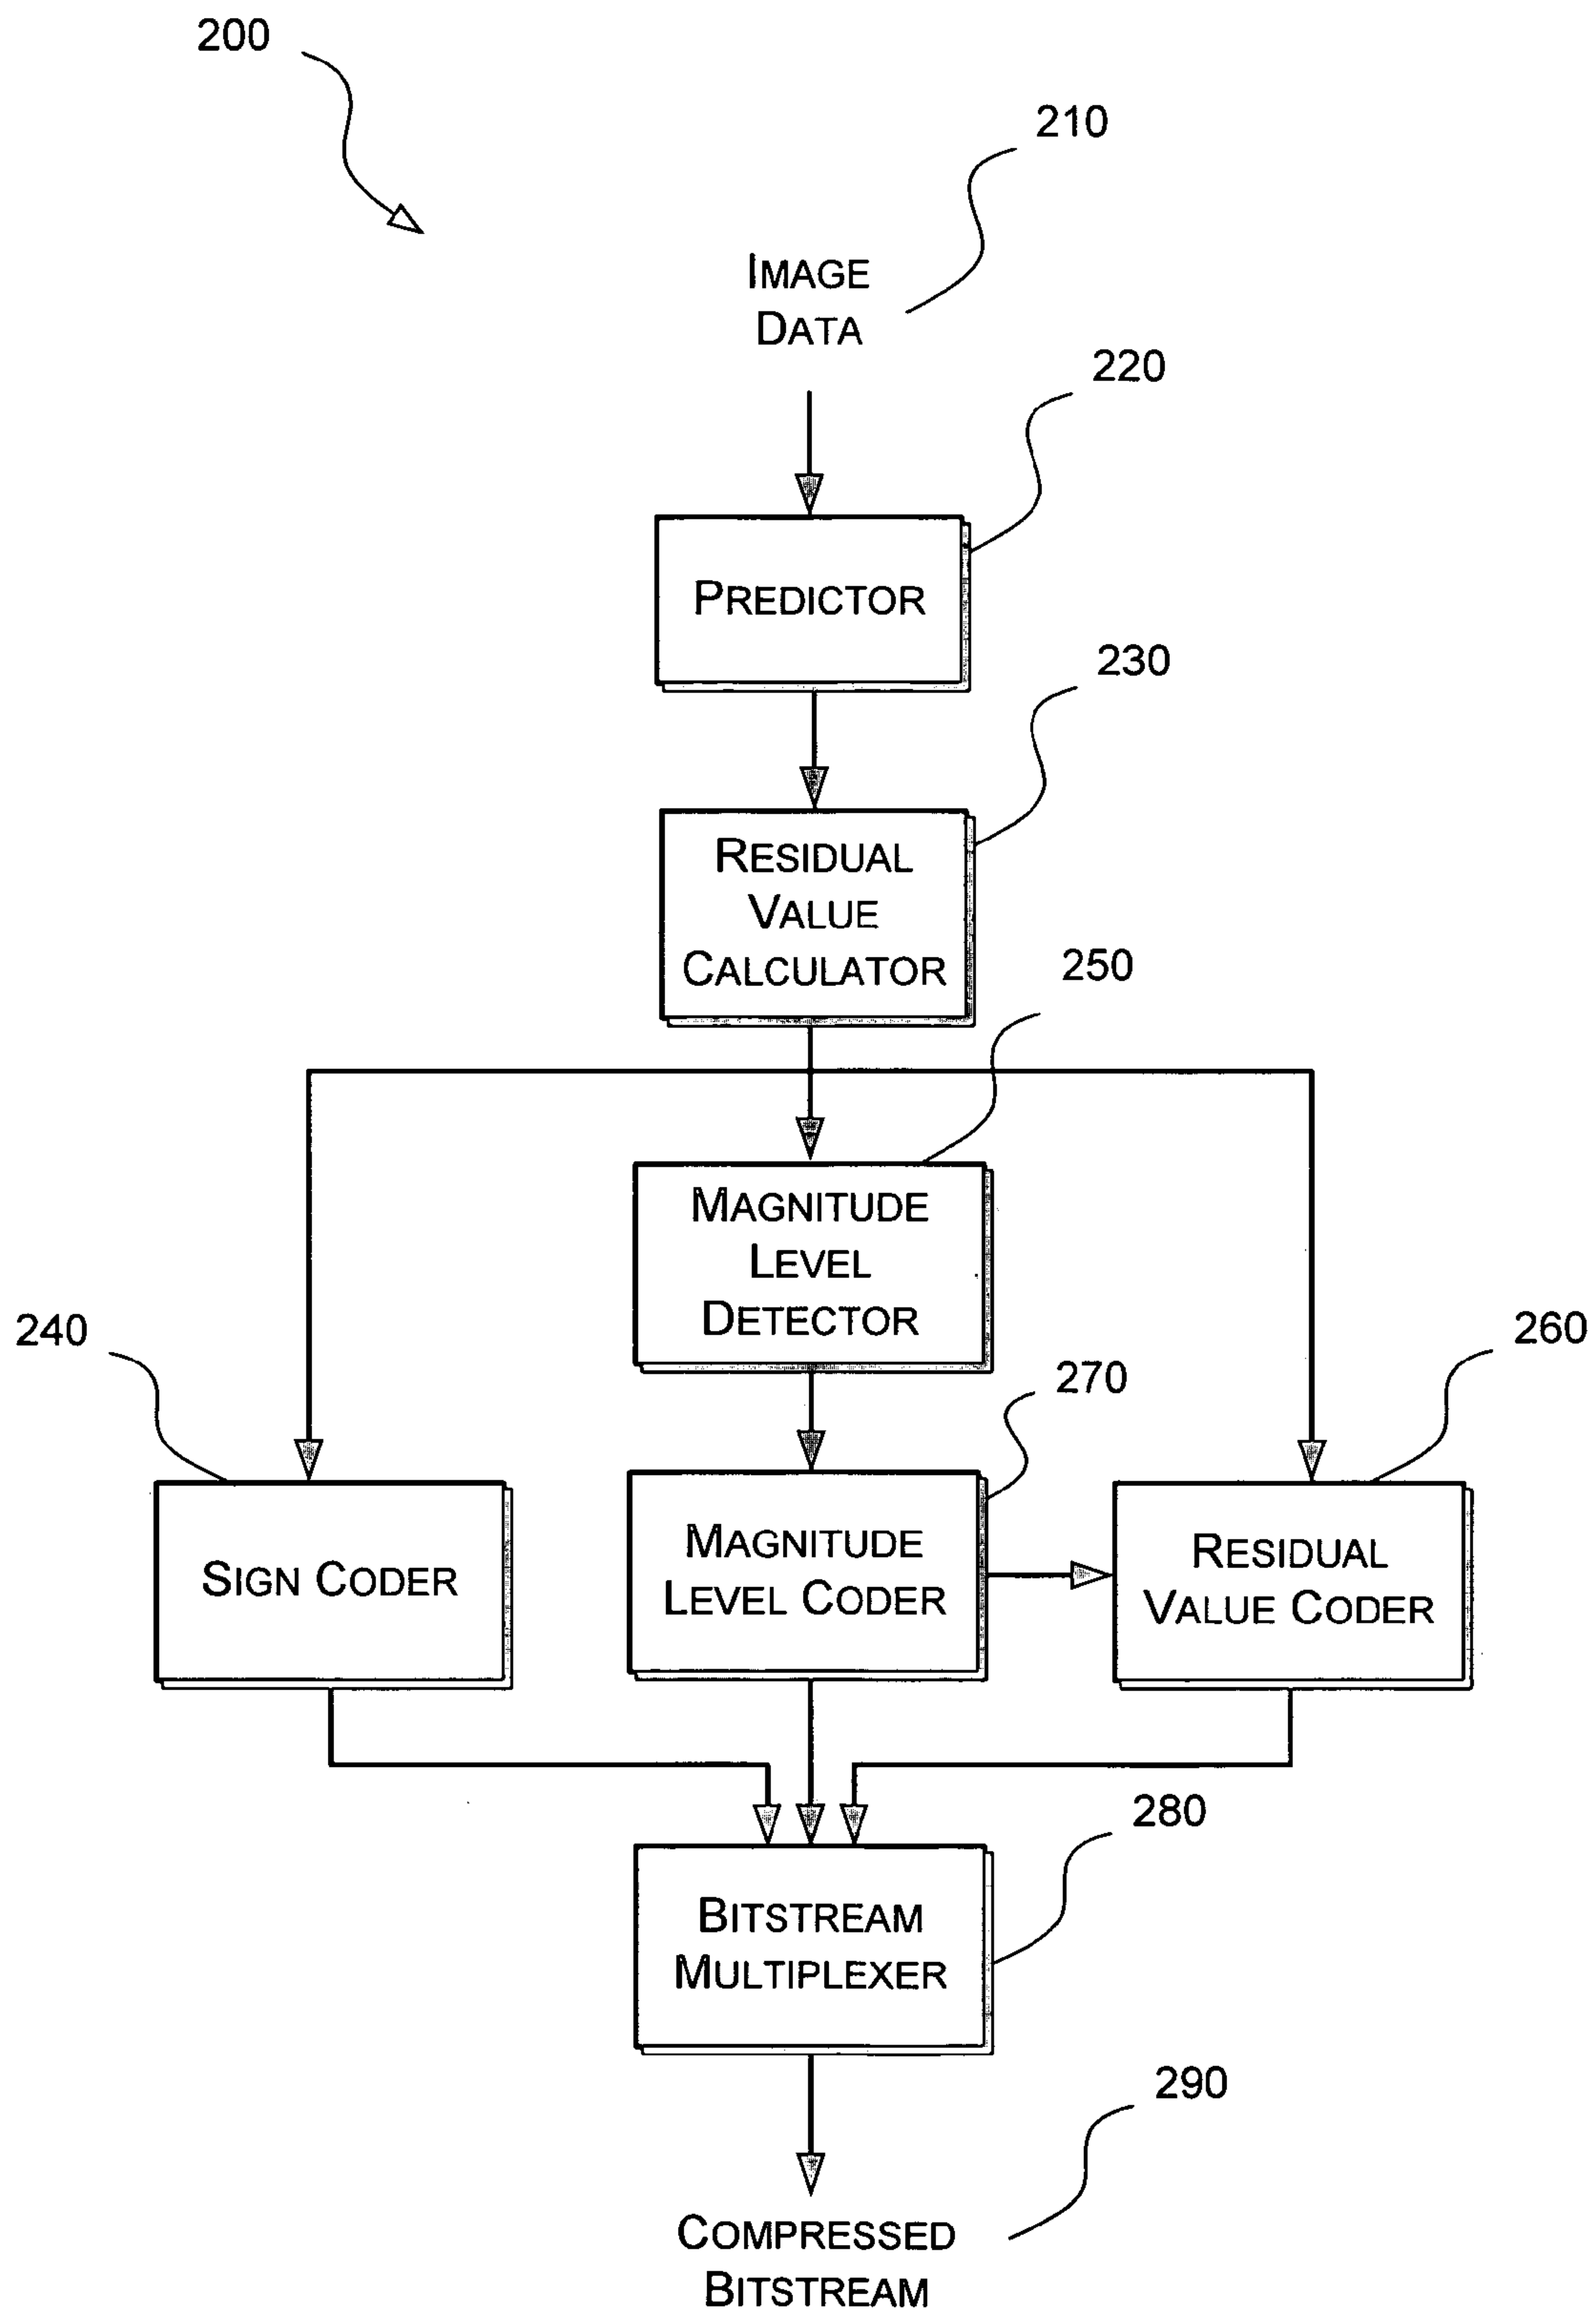 200
210
IMAGE
DATA
220
PREDICTOR
230
RESIDUAL
VALUE
CALCULATOR
250
MAGNITUDE
LEVEL
DETECTOR
240
260
270
SIGN CODER
MAGNITUDE
LEVEL CODER
RESIDUAL
VALUE CODER
280
BITSTREAM
MULTIPLEXER
290
COMPRESSED
BITSTREAM